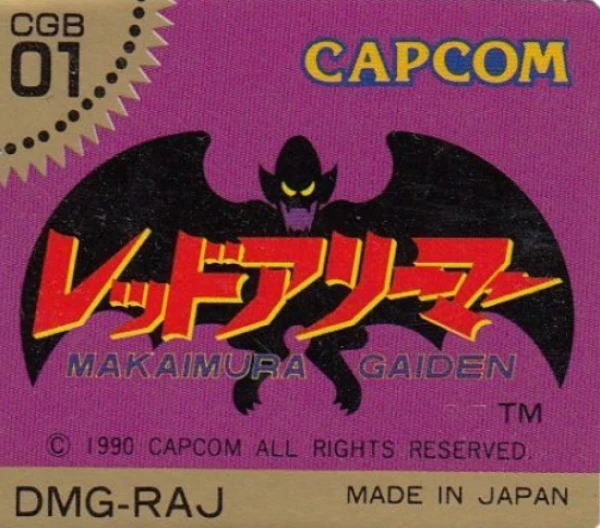 CGB
01
CAPCOM
レッドアリーマー
MAKAIMURA GAIDEN
TM
© 1990 CAPCOM ALL RIGHTS RESERVED.
DMG-RAJ
MADE IN JAPAN